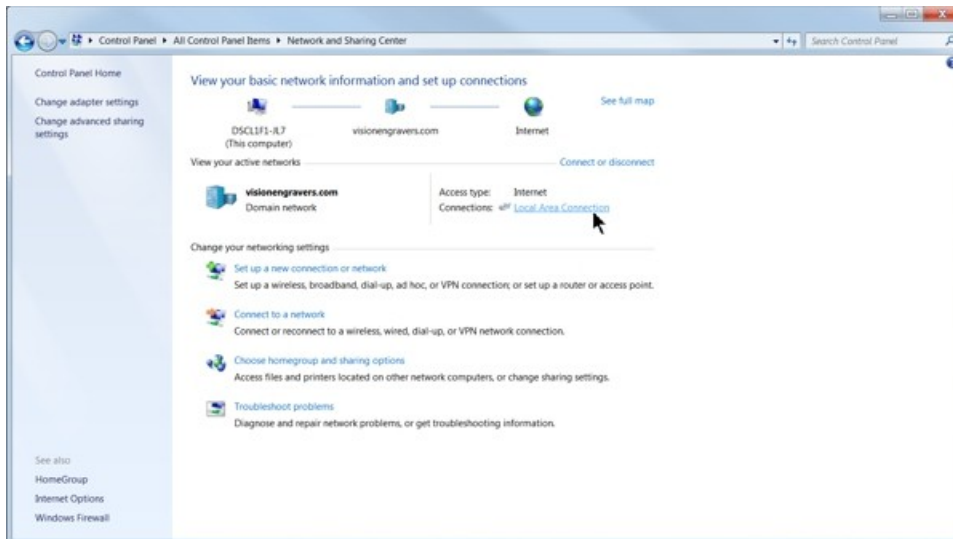 Control Panel ▸ All Control Panel Items ▸ Network and Sharing Center
Search Control Panel
Control Panel Home
Change adapter settings
Change advanced sharing
settings
View your basic network information and set up connections
See full map
DSCL1F1-JL7
(This computer)
visionengravers.com
Internet
View your active networks
Connect or disconnect
visionengravers.com
Domain network
Access type: Internet
Connections: Local Area Connection
Change your networking settings
Set up a new connection or network
Set up a wireless, broadband, dial-up, ad hoc, or VPN connection; or set up a router or access point.
Connect to a network
Connect or reconnect to a wireless, wired, dial-up, or VPN network connection.
Choose homegroup and sharing options
Access files and printers located on other network computers, or change sharing settings.
Troubleshoot problems
Diagnose and repair network problems, or get troubleshooting information.
See also
HomeGroup
Internet Options
Windows Firewall